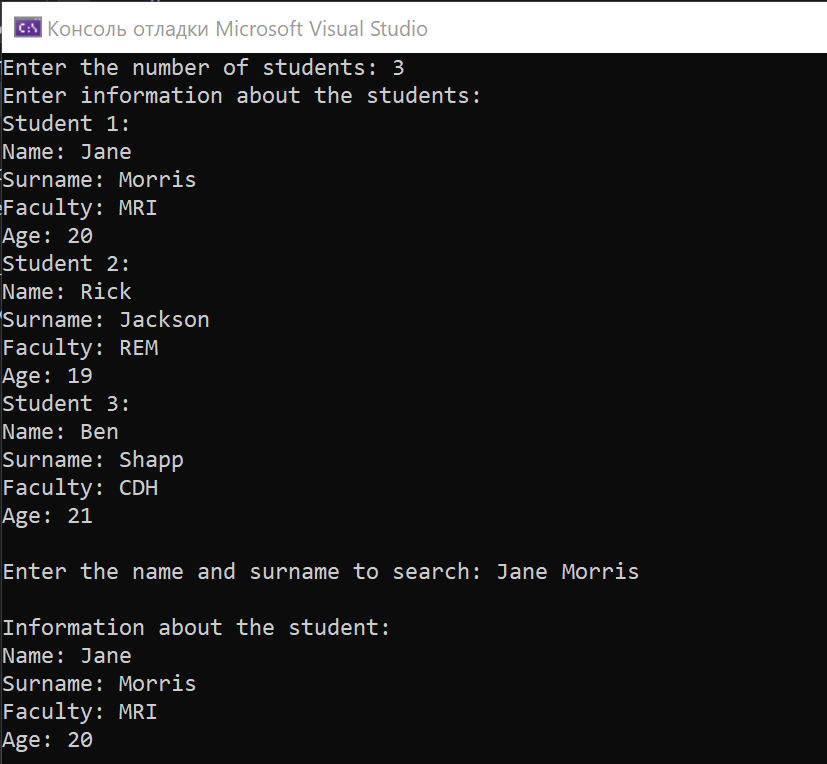 C:\ Консоль отладки Microsoft Visual Studio
Enter the number of students: 3
Enter information about the students:
Student 1:
Name: Jane
Surname: Morris
Faculty: MRI
Age: 20
Student 2:
Name: Rick
Surname: Jackson
Faculty: REM
Age: 19
Student 3:
Name: Ben
Surname: Shapp
Faculty: CDH
Age: 21
Enter the name and surname to search: Jane Morris
Information about the student:
Name: Jane
Surname: Morris
Faculty: MRI
Age: 20